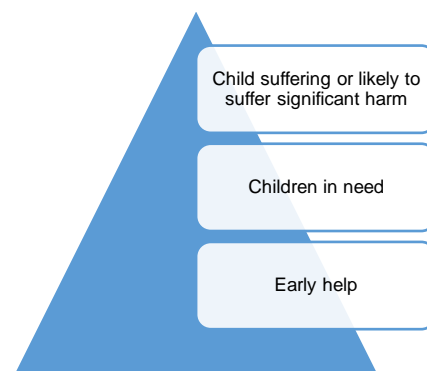 Child suffering or likely to
suffer significant harm
Children in need
Early help